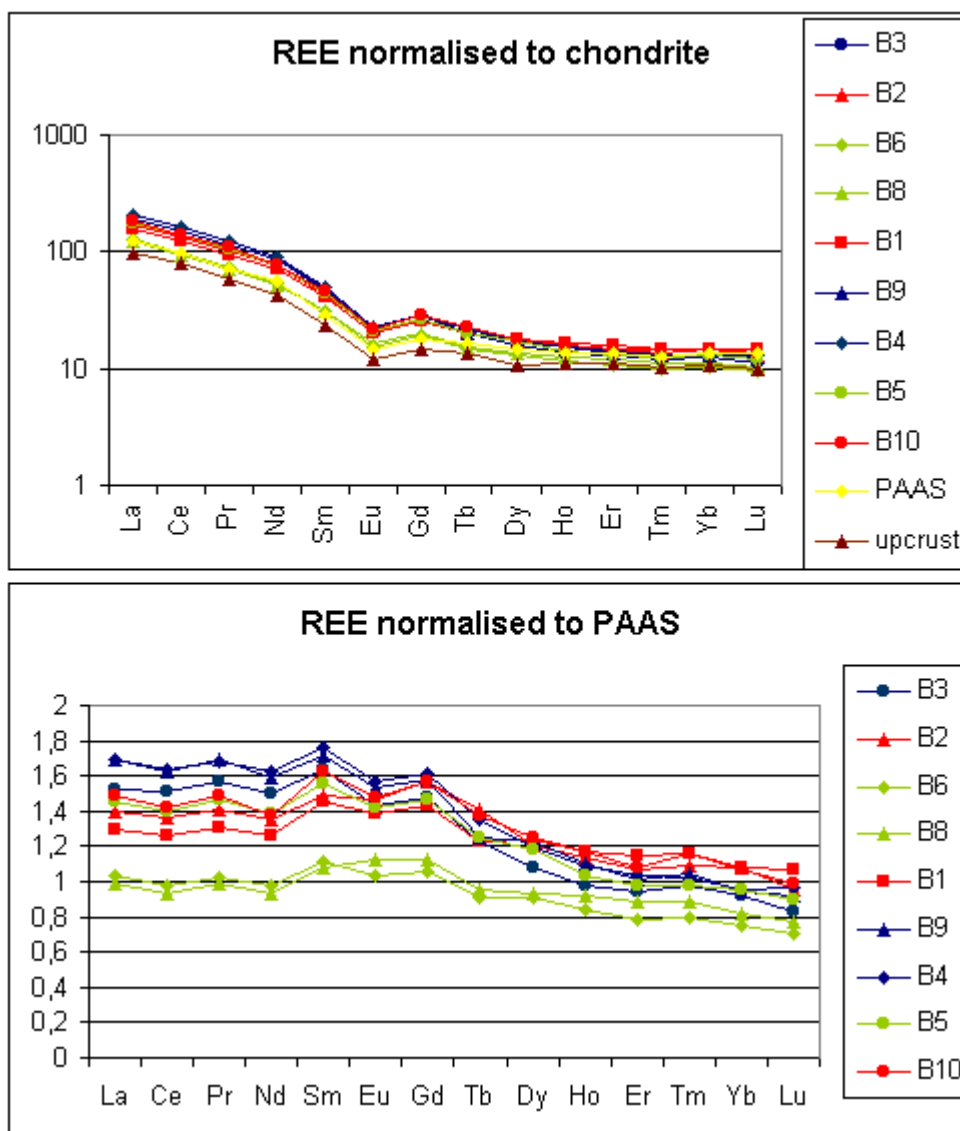 REE normalised to chondrite
1000
100
10
1
La Ce Pr Nd Sm Eu Gd Tb Dy Ho Er Tm Yb Lu
B3
B2
B6
B8
B1
B9
B4
B5
B10
PAAS
upcrust
REE normalised to PAAS
2
1,8
1,6
1,4
1,2
1
0,8
0,6
0,4
0,2
0
La Ce Pr Nd Sm Eu Gd Tb Dy Ho Er Tm Yb Lu
B3
B2
B6
B8
B1
B9
B4
B5
B10